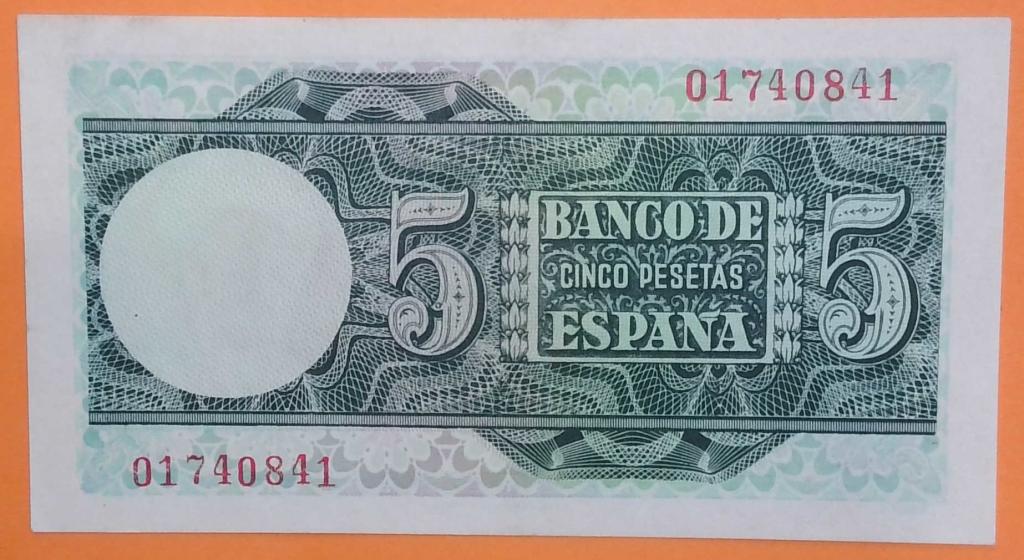 01740841
5
BANCO DE
CINCO PESETAS
ESPAÑA
5
01740841